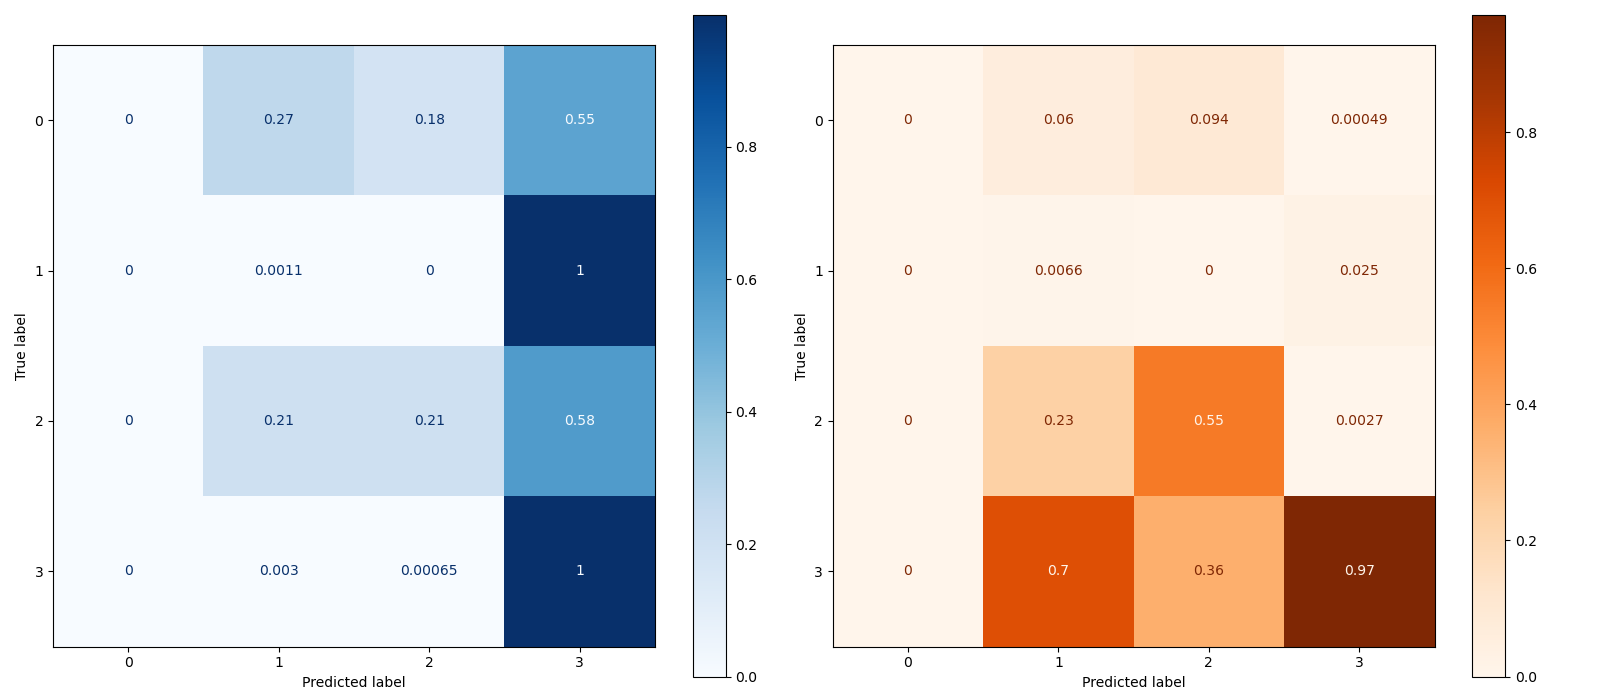 0 0 0.27 0.18 0.55
1 0 0.0011 0 1
2 0 0.21 0.21 0.58
3 0 0.003 0.00065 1
0 1 2 3
True label
Predicted label
0.8
0.6
0.4
0.2
0.0
0 0 0.06 0.094 0.00049
1 0 0.0066 0 0.025
2 0 0.23 0.55 0.0027
3 0 0.7 0.36 0.97
0 1 2 3
True label
Predicted label
0.8
0.6
0.4
0.2
0.0